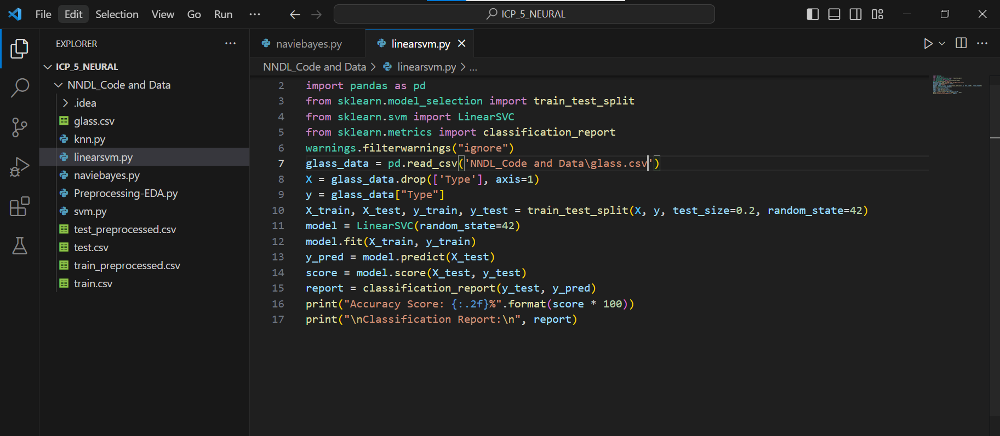 File Edit Selection View Go Run ··· ICP_5_NEURAL
EXPLORER ···
ICP_5_NEURAL
NNDL_Code and Data
.idea
glass.csv
knn.py
linearsvm.py
naviebayes.py
Preprocessing-EDA.py
svm.py
test_preprocessed.csv
test.csv
train_preprocessed.csv
train.csv
naviebayes.py linearsvm.py
NNDL_Code and Data > linearsvm.py > ...
2 import pandas as pd
3 from sklearn.model_selection import train_test_split
4 from sklearn.svm import LinearSVC
5 from sklearn.metrics import classification_report
6 warnings.filterwarnings("ignore")
7 glass_data = pd.read_csv('NNDL_Code and Data\glass.csv')
8 X = glass_data.drop(['Type'], axis=1)
9 y = glass_data["Type"]
10 X_train, X_test, y_train, y_test = train_test_split(X, y, test_size=0.2, random_state=42)
11 model = LinearSVC(random_state=42)
12 model.fit(X_train, y_train)
13 y_pred = model.predict(X_test)
14 score = model.score(X_test, y_test)
15 report = classification_report(y_test, y_pred)
16 print("Accuracy Score: {:.2f}%".format(score * 100))
17 print("\nClassification Report:\n", report)